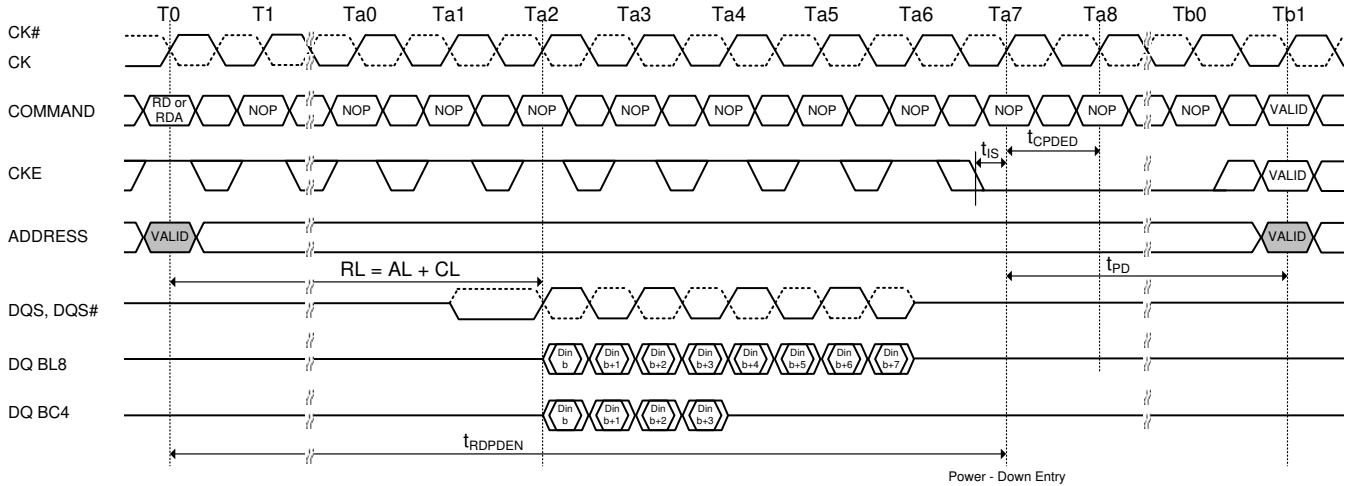 T0 T1 Ta0 Ta1 Ta2 Ta3 Ta4 Ta5 Ta6 Ta7 Ta8 Tb0 Tb1
CK#
CK
COMMAND
RD or
RDA
NOP NOP NOP NOP NOP NOP NOP NOP NOP NOP NOP VALID
tIS
tCPDED
CKE
VALID
ADDRESS
VALID
VALID
RL = AL + CL
tPD
DQS, DQS#
DQ BL8
Din
b
Din
b+1
Din
b+2
Din
b+3
Din
b+4
Din
b+5
Din
b+6
Din
b+7
DQ BC4
Din
b
Din
b+1
Din
b+2
Din
b+3
tRDPDEN
Power - Down Entry